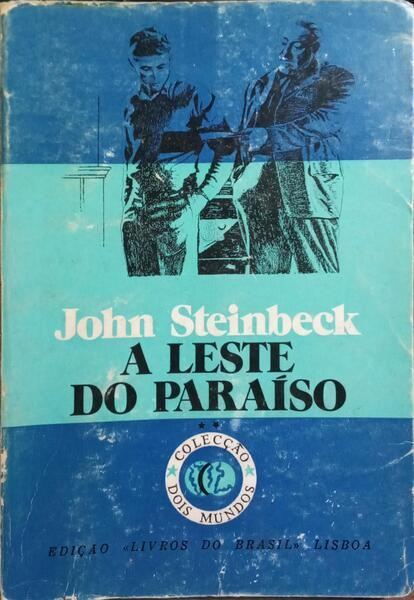 John Steinbeck
A LESTE
DO PARAÍSO
★ ★
COLECÇÃO
DOIS MUNDOS
EDIÇÃO «LIVROS DO BRASIL» LISBOA